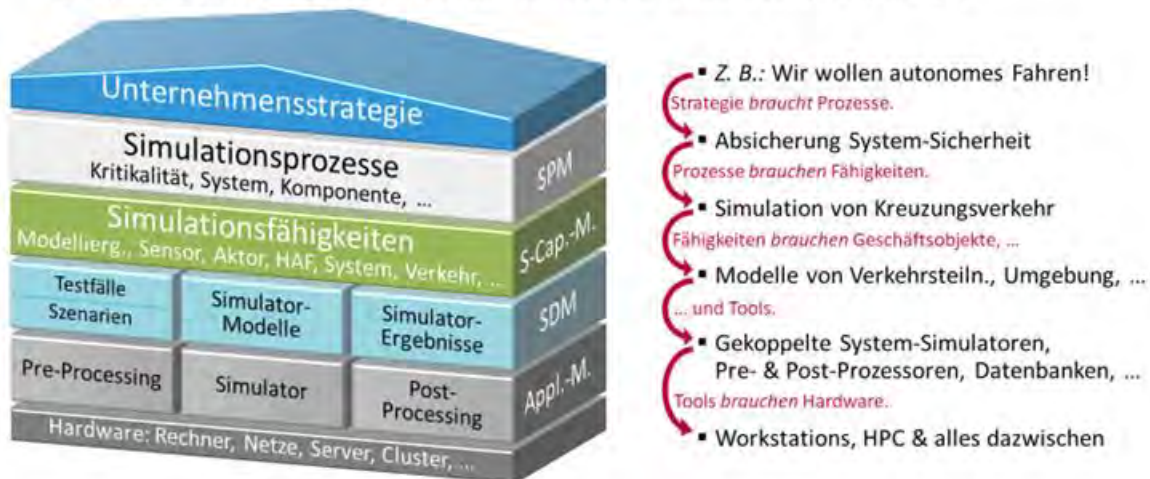 Unternehmensstrategie
Simulationsprozesse
Kritikalität, System, Komponente, ...
SPM
Simulationsfähigkeiten
Modellierg., Sensor, Aktor, HAF, System, Verkehr, ...
S-Cap.-M.
Testfälle
Szenarien
Simulator-
Modelle
Simulator-
Ergebnisse
SDM
Pre-Processing
Simulator
Post-
Processing
Appl.-M.
Hardware: Rechner, Netze, Server, Cluster, ...
▪ Z. B.: Wir wollen autonomes Fahren!
Strategie braucht Prozesse.
▪ Absicherung System-Sicherheit
Prozesse brauchen Fähigkeiten.
▪ Simulation von Kreuzungsverkehr
Fähigkeiten brauchen Geschäftsobjekte, ...
▪ Modelle von Verkehrsteiln., Umgebung, ...
... und Tools.
▪ Gekoppelte System-Simulatoren,
Pre- & Post-Prozessoren, Datenbanken, ...
Tools brauchen Hardware.
▪ Workstations, HPC & alles dazwischen